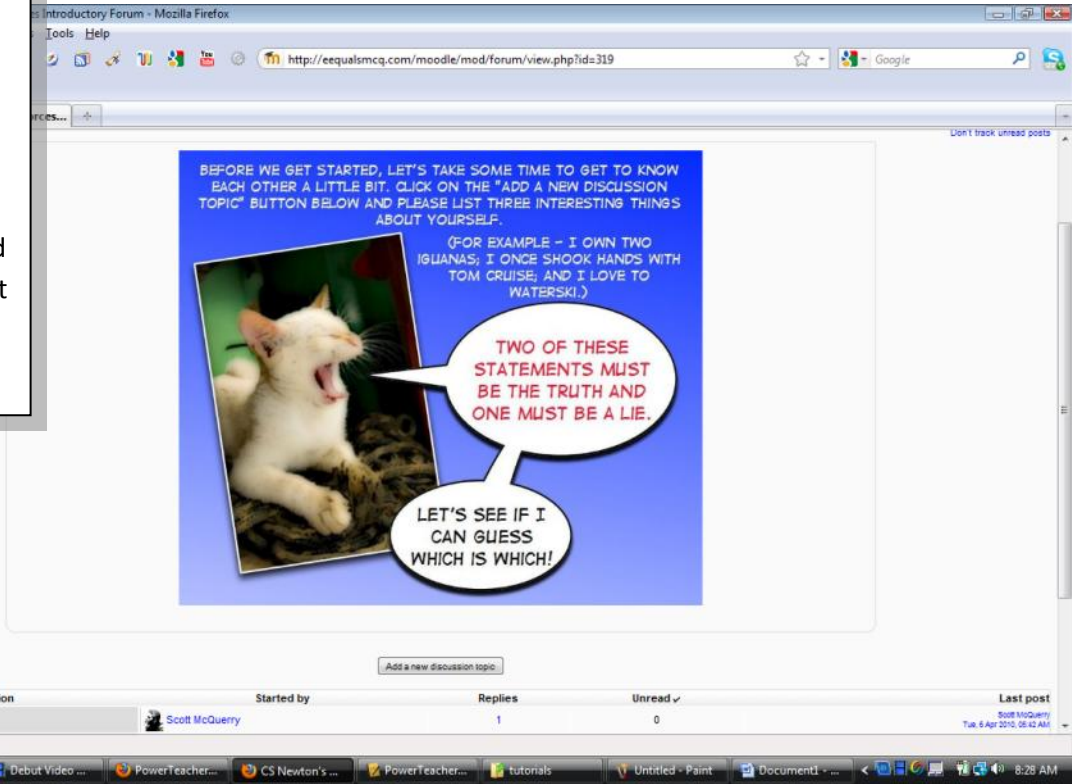 Introductory Forum - Mozilla Firefox
Tools Help
http://eequalsmcq.com/moodle/mod/forum/view.php?id=319
Google
rces...
Don't track unread posts
BEFORE WE GET STARTED, LET'S TAKE SOME TIME TO GET TO KNOW
EACH OTHER A LITTLE BIT. CLICK ON THE "ADD A NEW DISCUSSION
TOPIC" BUTTON BELOW AND PLEASE LIST THREE INTERESTING THINGS
ABOUT YOURSELF.
(FOR EXAMPLE - I OWN TWO
IGUANAS; I ONCE SHOOK HANDS WITH
TOM CRUISE; AND I LOVE TO
WATERSKI.)
TWO OF THESE
STATEMENTS MUST
BE THE TRUTH AND
ONE MUST BE A LIE.
LET'S SEE IF I
CAN GUESS
WHICH IS WHICH!
Add a new discussion topic
Started by Replies Unread Last post
Scott McQuerry 1 0 Scott McQuerry
Tue, 6 Apr 2010, 05:42 AM
Debut Video ... PowerTeacher... CS Newton's ... PowerTeacher... tutorials Untitled - Paint Document1 - ... 8:28 AM